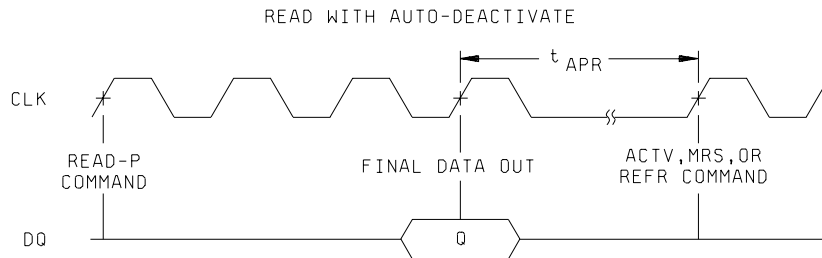 READ WITH AUTO-DEACTIVATE
t APR
CLK
READ-P
COMMAND
FINAL DATA OUT
ACTV,MRS,OR
REFR COMMAND
DQ
Q